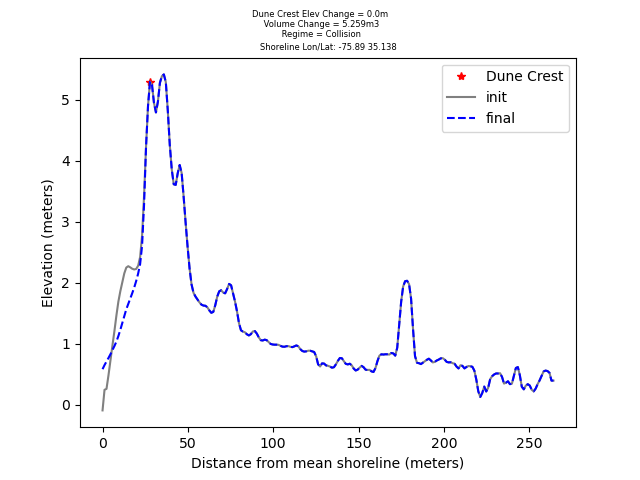 Dune Crest Elev Change = 0.0m
Volume Change = 5.259m3
Regime = Collision
Shoreline Lon/Lat: -75.89 35.138
Dune Crest
init
final
5
4
3
2
1
0
Elevation (meters)
0 50 100 150 200 250
Distance from mean shoreline (meters)